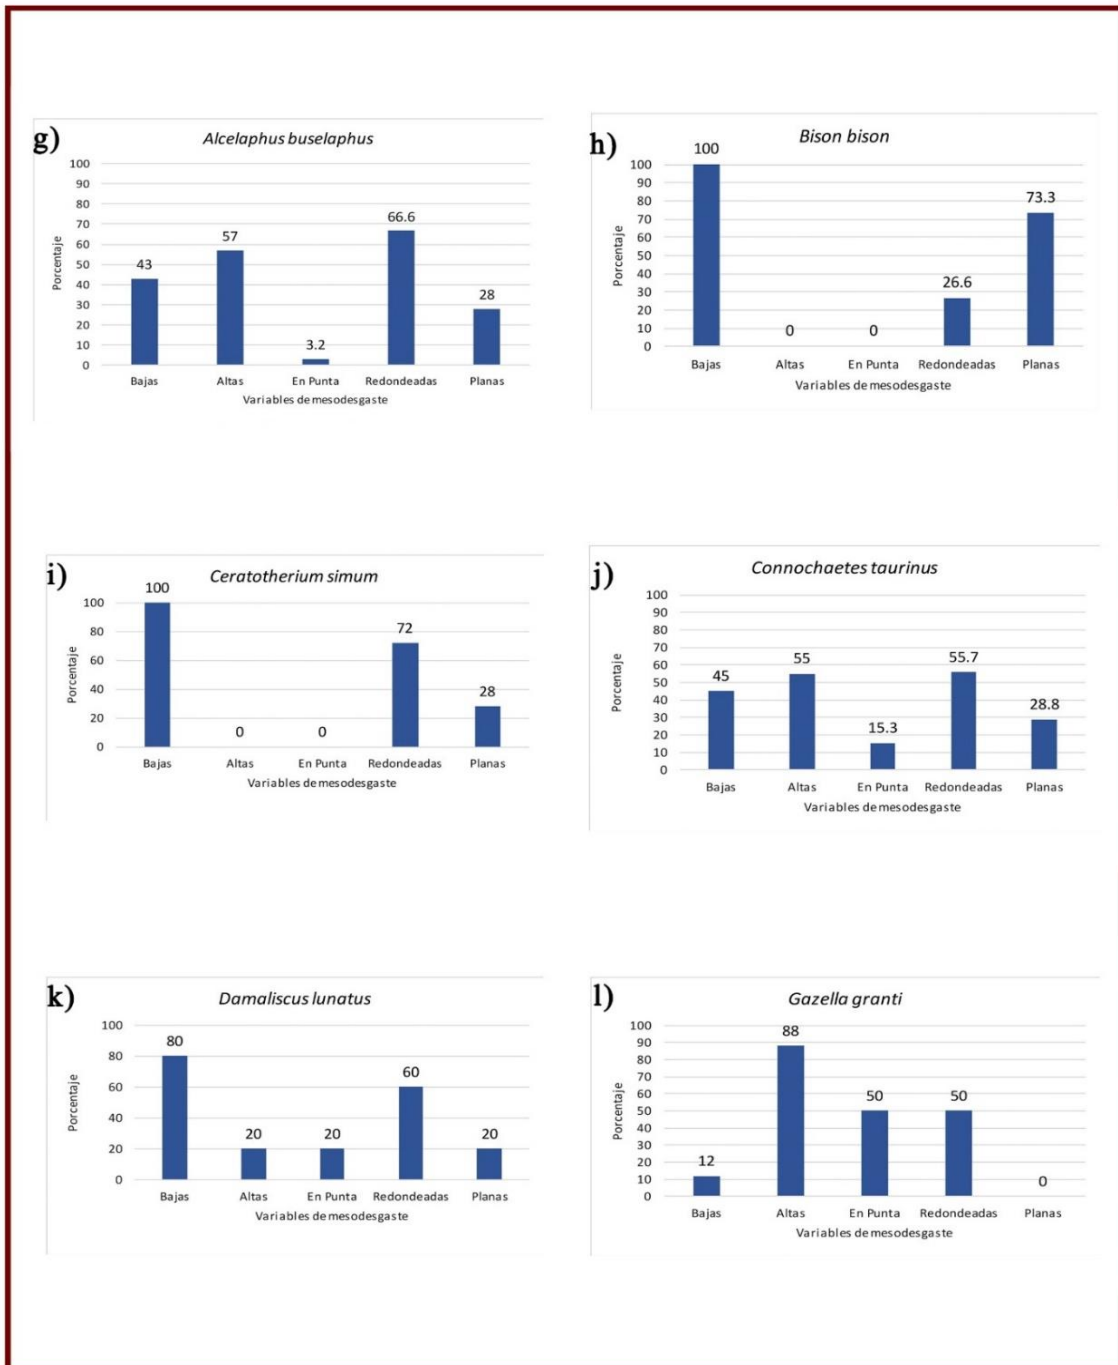 g)
Alcelaphus buselaphus
100
90
80
70
60
50
40
30
20
10
0
Porcentaje
43
57
3.2
66.6
28
Bajas Altas En Punta Redondeadas Planas
Variables de mesodesgaste
h)
Bison bison
100
90
80
70
60
50
40
30
20
10
0
Porcentaje
100
0
0
26.6
73.3
Bajas Altas En Punta Redondeadas Planas
Variables de mesodesgaste
i)
Ceratotherium simum
100
80
60
40
20
0
Porcentaje
100
0
0
72
28
Bajas Altas En Punta Redondeadas Planas
Variables de mesodesgaste
j)
Connochaetes taurinus
100
90
80
70
60
50
40
30
20
10
0
Porcentaje
45
55
15.3
55.7
28.8
Bajas Altas En Punta Redondeadas Planas
Variables de mesodesgaste
k)
Damaliscus lunatus
100
80
60
40
20
0
Porcentaje
80
20
20
60
20
Bajas Altas En Punta Redondeadas Planas
Variables de mesodesgaste
l)
Gazella granti
100
90
80
70
60
50
40
30
20
10
0
Porcentaje
12
88
50
50
0
Bajas Altas En Punta Redondeadas Planas
Variables de mesodesgaste